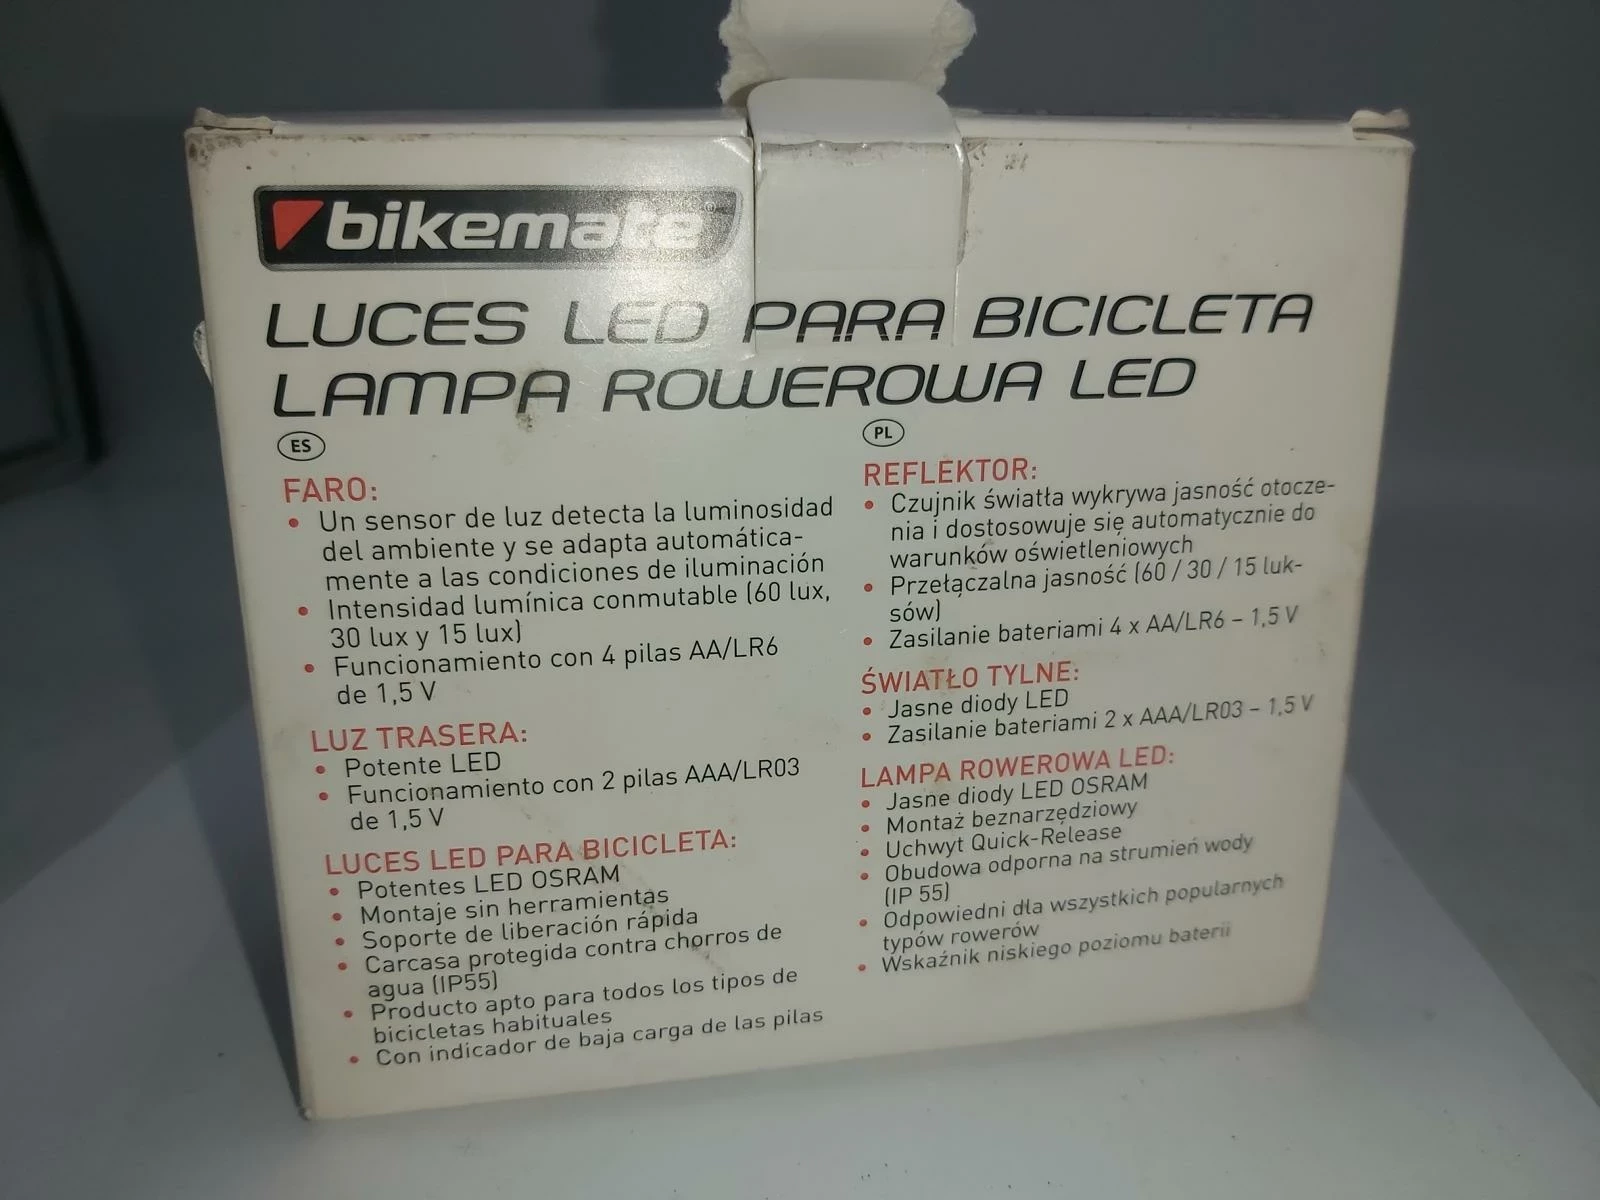 bikemate®
LUCES LED PARA BICICLETA
LAMPA ROWEROWA LED
ES
FARO:
• Un sensor de luz detecta la luminosidad
del ambiente y se adapta automática-
mente a las condiciones de iluminación
• Intensidad lumínica conmutable (60 lux,
30 lux y 15 lux)
• Funcionamiento con 4 pilas AA/LR6
de 1,5 V
LUZ TRASERA:
• Potente LED
• Funcionamiento con 2 pilas AAA/LR03
de 1,5 V
LUCES LED PARA BICICLETA:
• Potentes LED OSRAM
• Montaje sin herramientas
• Soporte de liberación rápida
• Carcasa protegida contra chorros de
agua (IP55)
• Producto apto para todos los tipos de
bicicletas habituales
• Con indicador de baja carga de las pilas
PL
REFLEKTOR:
• Czujnik światła wykrywa jasność otocze-
nia i dostosowuje się automatycznie do
warunków oświetleniowych
• Przełączalna jasność (60 / 30 / 15 luk-
sów)
• Zasilanie bateriami 4 x AA/LR6 – 1,5 V
ŚWIATŁO TYLNE:
• Jasne diody LED
• Zasilanie bateriami 2 x AAA/LR03 – 1,5 V
LAMPA ROWEROWA LED:
• Jasne diody LED OSRAM
• Montaż beznarzędziowy
• Uchwyt Quick-Release
• Obudowa odporna na strumień wody
(IP 55)
• Odpowiedni dla wszystkich popularnych
typów rowerów
• Wskaźnik niskiego poziomu baterii